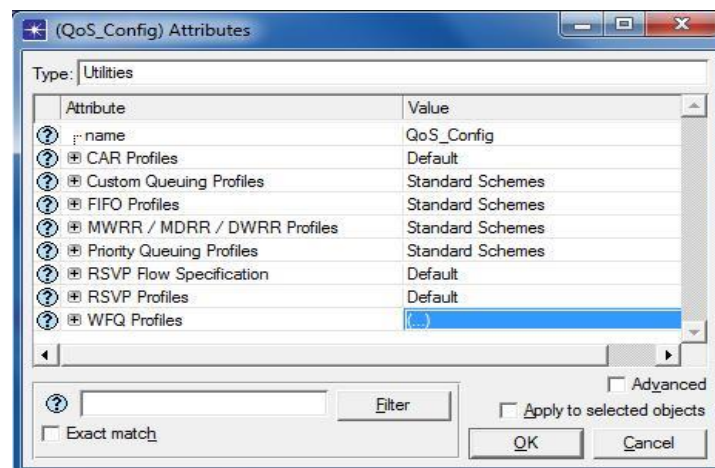 (QoS_Config) Attributes
Type: Utilities
Attribute Value
name QoS_Config
CAR Profiles Default
Custom Queuing Profiles Standard Schemes
FIFO Profiles Standard Schemes
MWRR / MDRR / DWRR Profiles Standard Schemes
Priority Queuing Profiles Standard Schemes
RSVP Flow Specification Default
RSVP Profiles Default
WFQ Profiles (...)
Advanced
Filter
Apply to selected objects
Exact match
OK Cancel